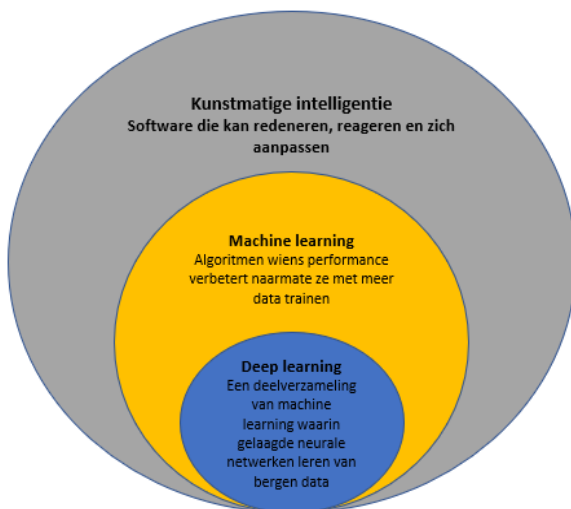 Kunstmatige intelligentie
Software die kan redeneren, reageren en zich
aanpassen
Machine learning
Algoritmen wiens performance
verbetert naarmate ze met meer
data trainen
Deep learning
Een deelverzameling
van machine
learning waarin
gelaagde neurale
netwerken leren van
bergen data